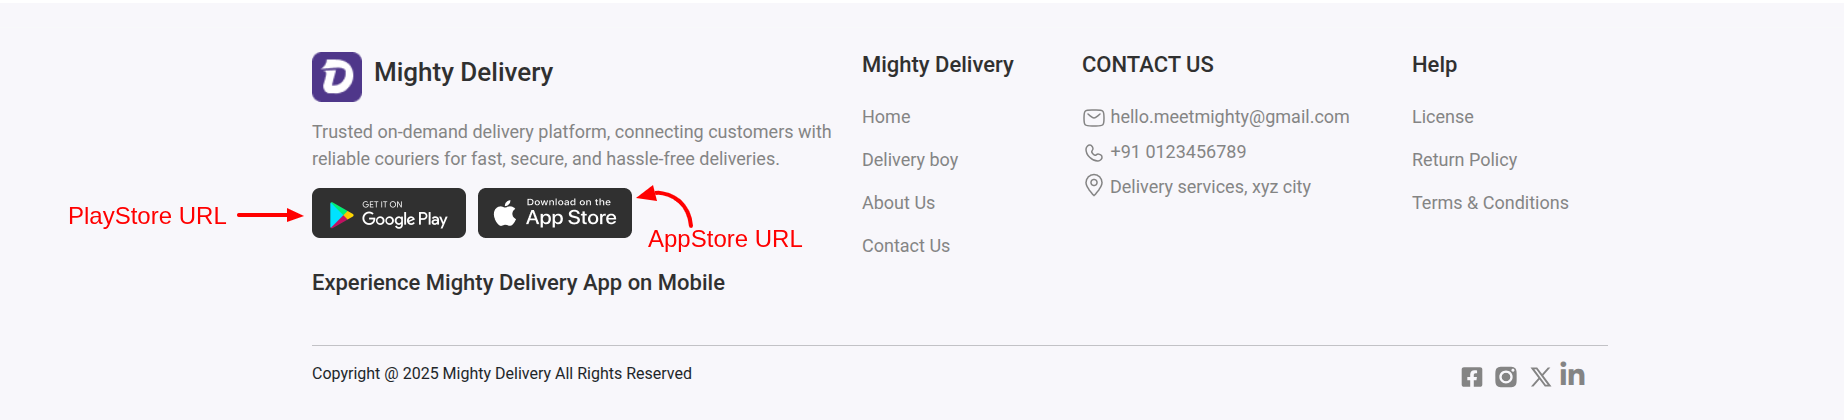 Mighty Delivery
Trusted on-demand delivery platform, connecting customers with
reliable couriers for fast, secure, and hassle-free deliveries.
PlayStore URL
GET IT ON
Google Play
Download on the
App Store
AppStore URL
Experience Mighty Delivery App on Mobile
Mighty Delivery
Home
Delivery boy
About Us
Contact Us
CONTACT US
hello.meetmighty@gmail.com
+91 0123456789
Delivery services, xyz city
Help
License
Return Policy
Terms & Conditions
Copyright @ 2025 Mighty Delivery All Rights Reserved